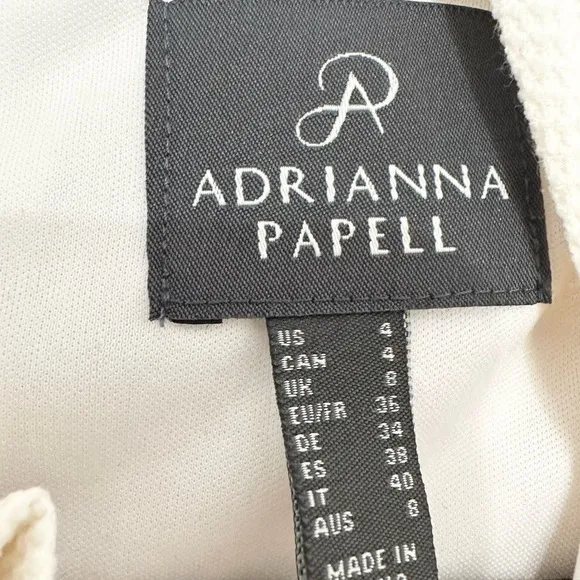 ADRIANNA
PAPELL
US 4
CAN 4
UK 8
EU/FR 36
DE 34
ES 38
IT 40
AUS 8
MADE IN